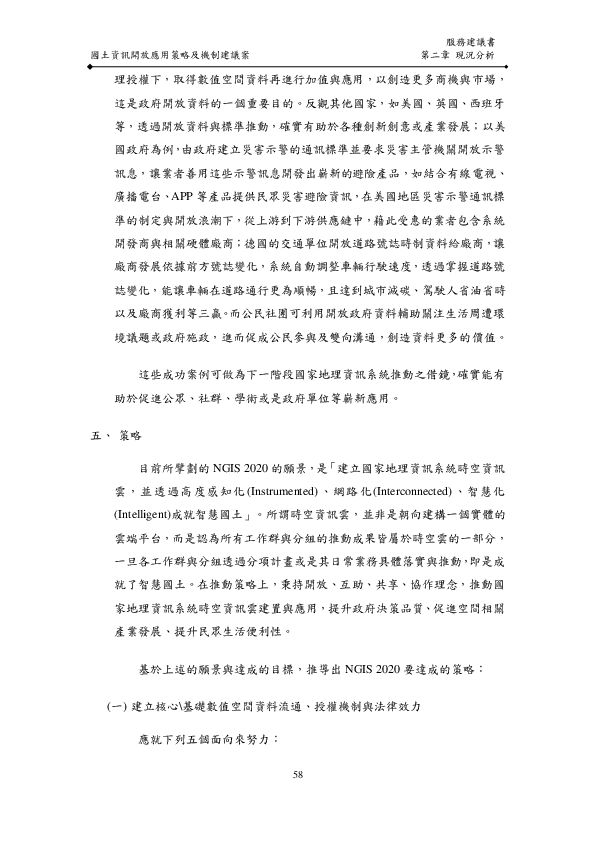 服務建議書
國土資訊開放應用策略及機制建議案 第二章 現況分析
理授權下，取得數值空間資料再進行加值與應用，以創造更多商機與市場，
這是政府開放資料的一個重要目的。反觀其他國家，如美國、英國、西班牙
等，透過開放資料與標準推動，確實有助於各種創新創意或產業發展；以美
國政府為例，由政府建立災害示警的通訊標準並要求災害主管機關開放示警
訊息，讓業者善用這些示警訊息開發出嶄新的避險產品，如結合有線電視、
廣播電台、APP 等產品提供民眾災害避險資訊，在美國地區災害示警通訊標
準的制定與開放浪潮下，從上游到下游供應鏈中，藉此受惠的業者包含系統
開發商與相關硬體廠商；德國的交通單位開放道路號誌時制資料給廠商，讓
廠商發展依據前方號誌變化，系統自動調整車輛行駛速度，透過掌握道路號
誌變化，能讓車輛在道路通行更為順暢，且達到城市減碳、駕駛人省油省時
以及廠商獲利等三贏。而公民社團可利用開放政府資料輔助關注生活周遭環
境議題或政府施政，進而促成公民參與及雙向溝通，創造資料更多的價值。
這些成功案例可做為下一階段國家地理資訊系統推動之借鏡，確實能有
助於促進公眾、社群、學術或是政府單位等嶄新應用。
五、 策略
目前所擘劃的 NGIS 2020 的願景，是「建立國家地理資訊系統時空資訊
雲，並透過高度感知化(Instrumented)、網路化(Interconnected)、智慧化
(Intelligent)成就智慧國土」。所謂時空資訊雲，並非是朝向建構一個實體的
雲端平台，而是認為所有工作群與分組的推動成果皆屬於時空雲的一部分，
一旦各工作群與分組透過分項計畫或是其日常業務具體落實與推動，即是成
就了智慧國土。在推動策略上，秉持開放、互助、共享、協作理念，推動國
家地理資訊系統時空資訊雲建置與應用，提升政府決策品質、促進空間相關
產業發展、提升民眾生活便利性。
基於上述的願景與達成的目標，推導出 NGIS 2020 要達成的策略：
(一) 建立核心\基礎數值空間資料流通、授權機制與法律效力
應就下列五個面向來努力：
58